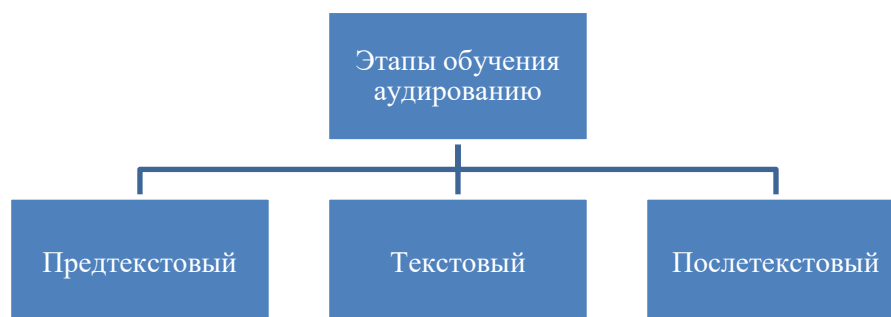 Этапы обучения
аудированию
Предтекстовый
Текстовый
Послетекстовый